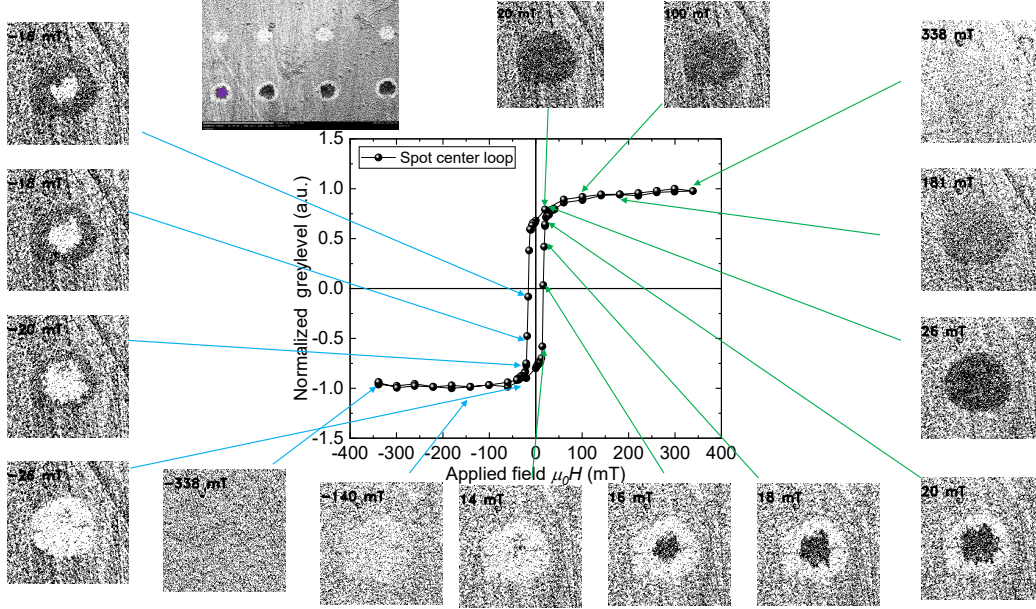 -16 mT
20 mT
100 mT
338 mT
-18 mT
181 mT
-20 mT
26 mT
-26 mT
-338 mT
-140 mT
14 mT
16 mT
18 mT
20 mT
Spot center loop
Normalized greylevel (a.u.)
1.5
1.0
0.5
0.0
-0.5
-1.0
-1.5
-400 -300 -200 -100 0 100 200 300 400
Applied field μ0H (mT)